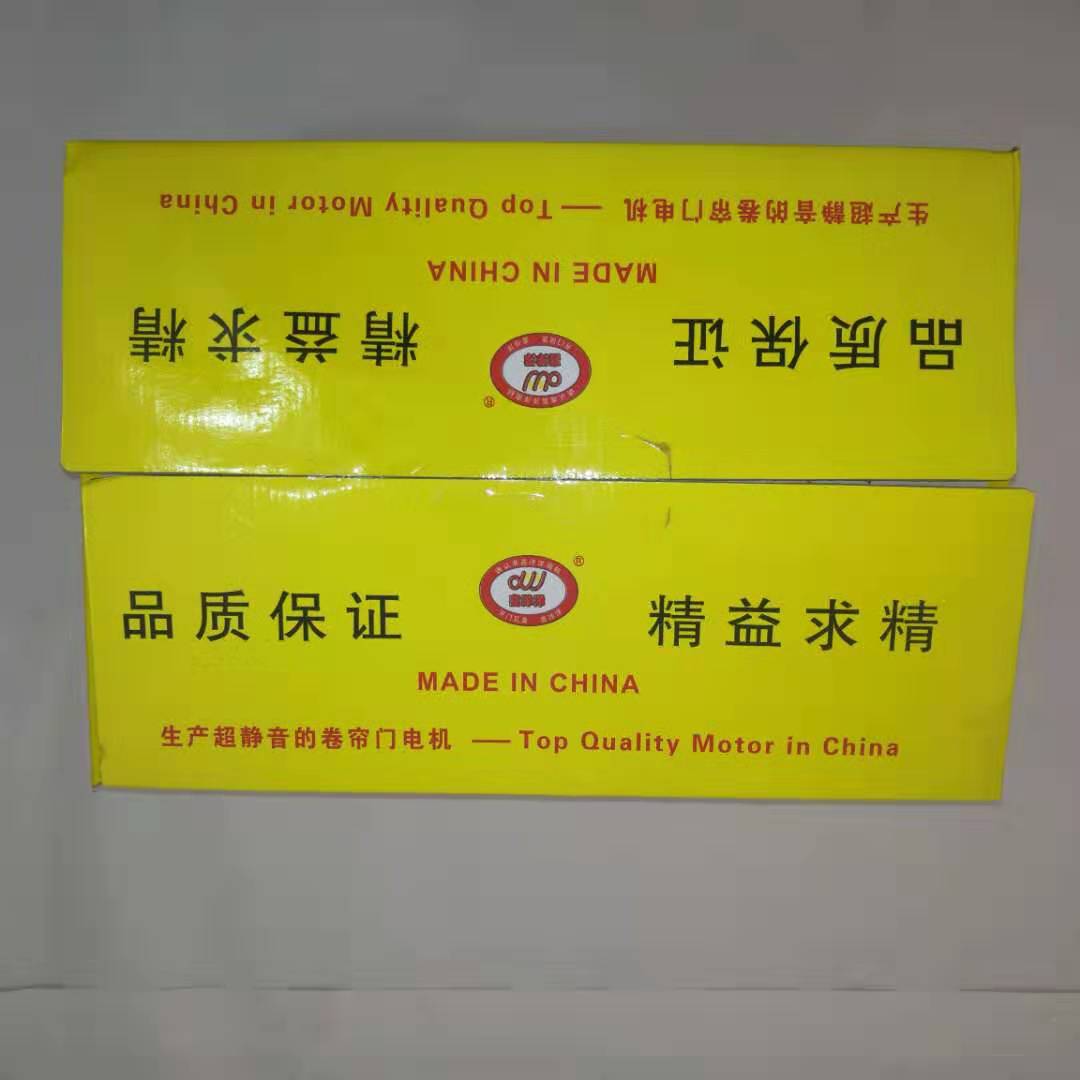 生产超静音的卷帘门电机 —— Top Quality Motor in China
MADE IN CHINA
品质保证 精益求精
®
品质保证 ® 精益求精
MADE IN CHINA
生产超静音的卷帘门电机 —— Top Quality Motor in China